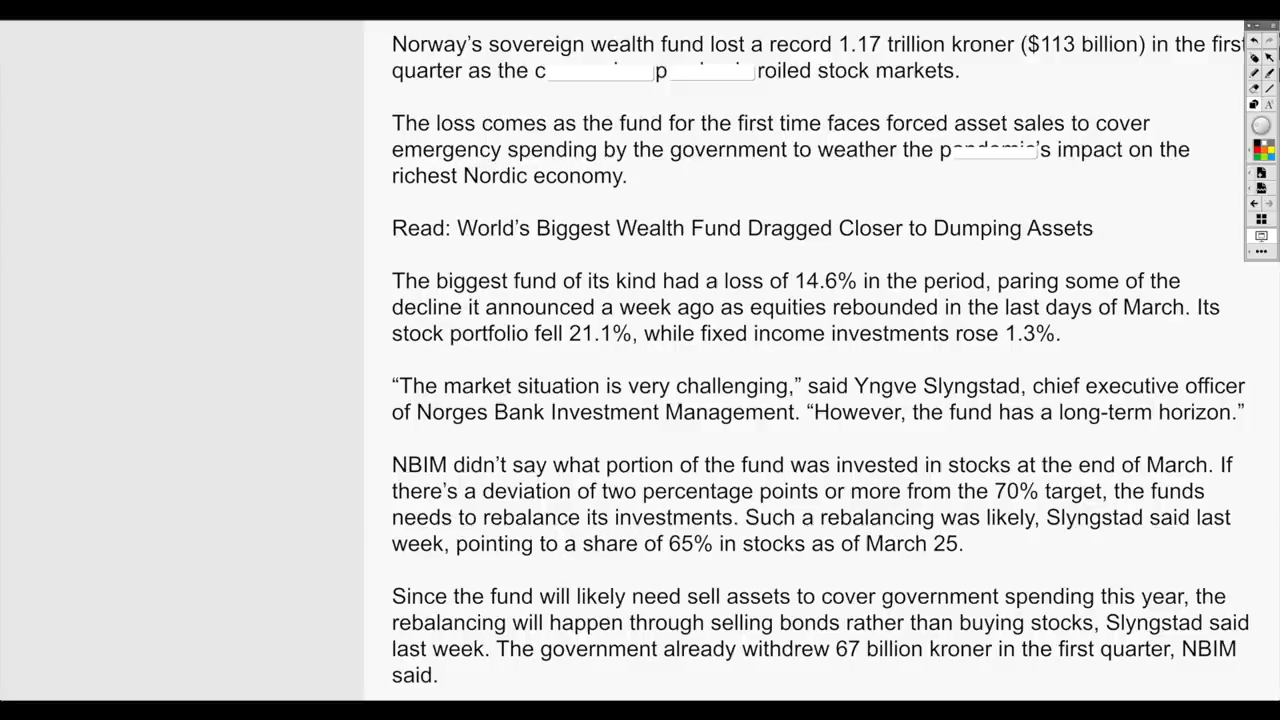 Norway’s sovereign wealth fund lost a record 1.17 trillion kroner ($113 billion) in the first
quarter as the c p roiled stock markets.
The loss comes as the fund for the first time faces forced asset sales to cover
emergency spending by the government to weather the p ’s impact on the
richest Nordic economy.
Read: World’s Biggest Wealth Fund Dragged Closer to Dumping Assets
The biggest fund of its kind had a loss of 14.6% in the period, paring some of the
decline it announced a week ago as equities rebounded in the last days of March. Its
stock portfolio fell 21.1%, while fixed income investments rose 1.3%.
“The market situation is very challenging,” said Yngve Slyngstad, chief executive officer
of Norges Bank Investment Management. “However, the fund has a long-term horizon.”
NBIM didn’t say what portion of the fund was invested in stocks at the end of March. If
there’s a deviation of two percentage points or more from the 70% target, the funds
needs to rebalance its investments. Such a rebalancing was likely, Slyngstad said last
week, pointing to a share of 65% in stocks as of March 25.
Since the fund will likely need sell assets to cover government spending this year, the
rebalancing will happen through selling bonds rather than buying stocks, Slyngstad said
last week. The government already withdrew 67 billion kroner in the first quarter, NBIM
said.